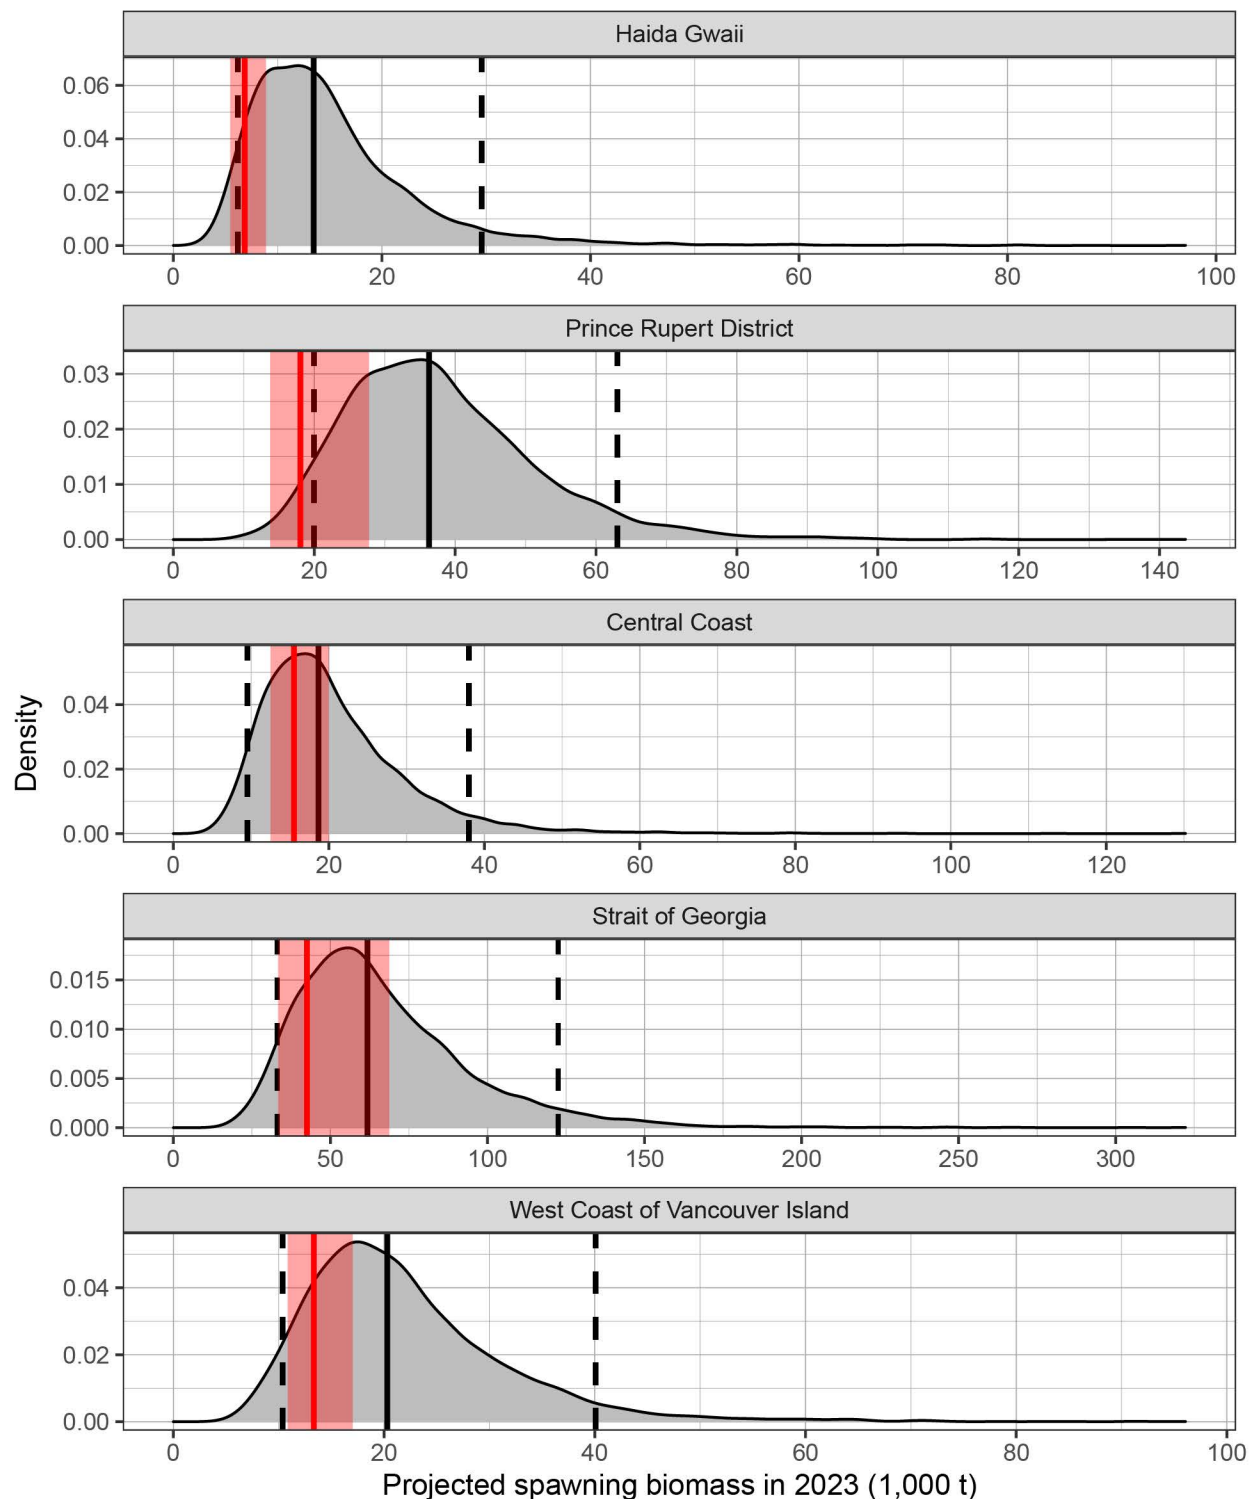 Haida Gwaii
0.06
0.04
0.02
0.00
0 20 40 60 80 100
Prince Rupert District
0.03
0.02
0.01
0.00
0 20 40 60 80 100 120 140
Central Coast
0.04
0.02
0.00
0 20 40 60 80 100 120
Density
Strait of Georgia
0.015
0.010
0.005
0.000
0 50 100 150 200 250 300
West Coast of Vancouver Island
0.04
0.02
0.00
0 20 40 60 80 100
Projected spawning biomass in 2023 (1,000 t)